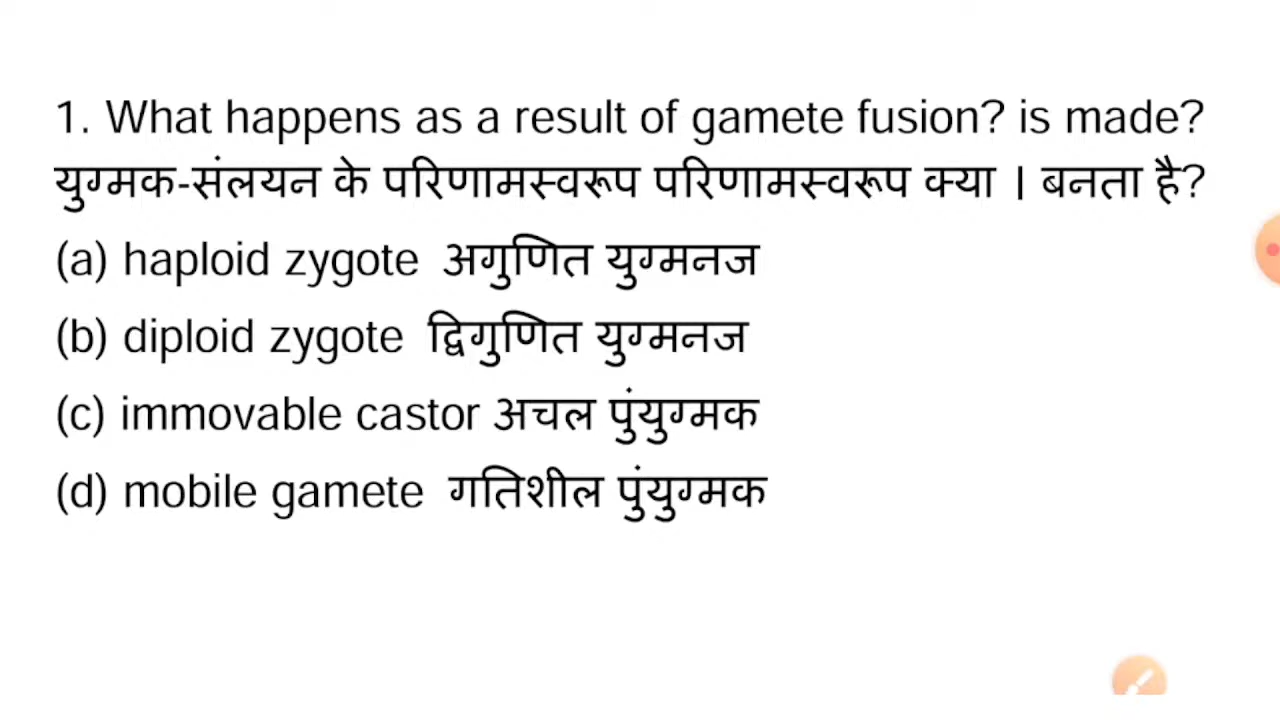 1. What happens as a result of gamete fusion? is made?
युग्मक-संलयन के परिणामस्वरूप परिणामस्वरूप क्या । बनता है?
(a) haploid zygote अगुणित युग्मनज
(b) diploid zygote द्विगुणित युग्मनज
(c) immovable castor अचल पुंयुग्मक
(d) mobile gamete गतिशील पुंयुग्मक